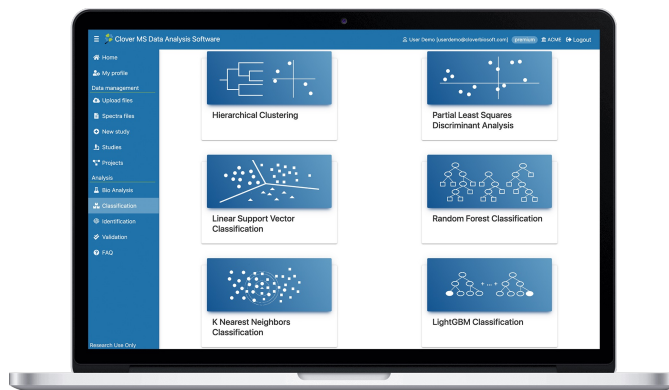 Clover MS Data Analysis Software
User Demo (userdemo@cloverbiosoft.com) premium ACME Logout
Home
My profile
Data management
Upload files
Spectra files
New study
Studies
Projects
Analysis
Bio Analysis
Classification
Identification
Validation
FAQ
Research Use Only
Hierarchical Clustering
Partial Least Squares
Discriminant Analysis
Linear Support Vector
Classification
Random Forest Classification
K Nearest Neighbors
Classification
LightGBM Classification